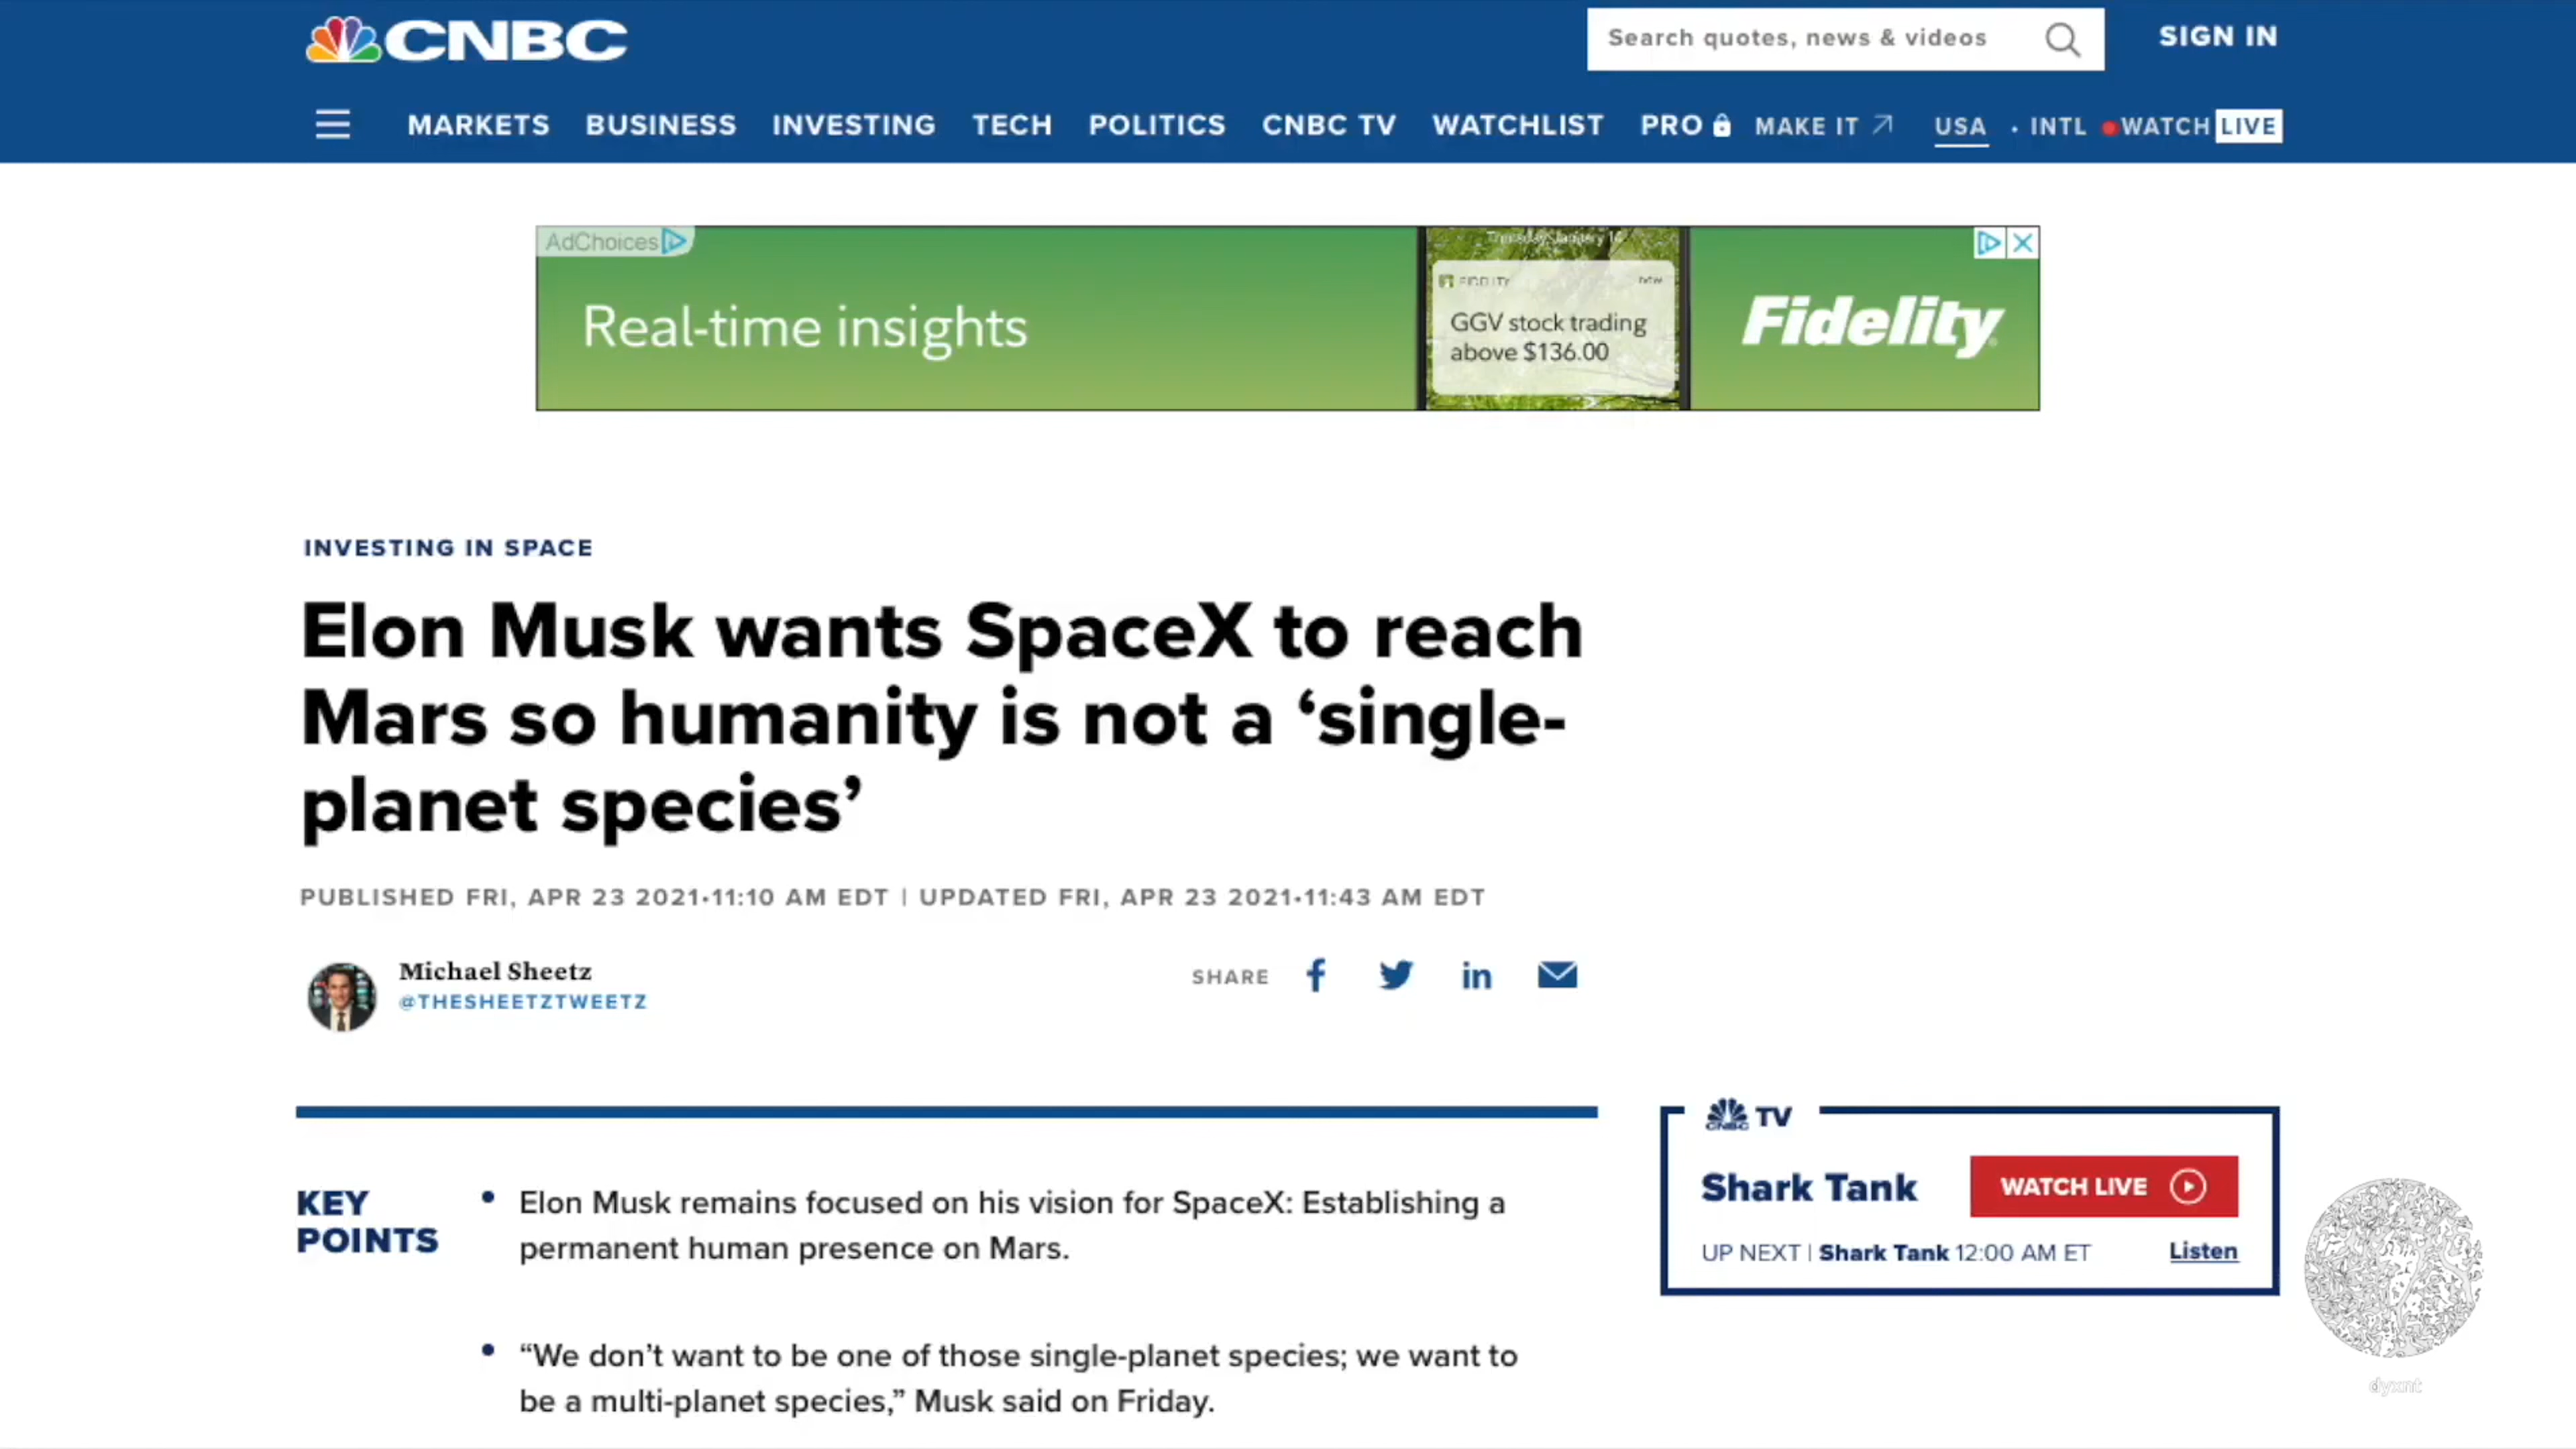 CNBC
Search quotes, news & videos
SIGN IN
MARKETS BUSINESS INVESTING TECH POLITICS CNBC TV WATCHLIST PRO MAKE IT USA • INTL WATCH LIVE
AdChoices
Real-time insights
Thursday, January 14
FIDELITY now
GGV stock trading
above $136.00
Fidelity
INVESTING IN SPACE
Elon Musk wants SpaceX to reach
Mars so humanity is not a ‘single-
planet species’
PUBLISHED FRI, APR 23 2021•11:10 AM EDT | UPDATED FRI, APR 23 2021•11:43 AM EDT
Michael Sheetz
@THESHEETZTWEETZ
SHARE
KEY
POINTS
• Elon Musk remains focused on his vision for SpaceX: Establishing a
permanent human presence on Mars.
• “We don’t want to be one of those single-planet species; we want to
be a multi-planet species,” Musk said on Friday.
CNBC TV
Shark Tank
WATCH LIVE
UP NEXT | Shark Tank 12:00 AM ET
Listen
dyxnt